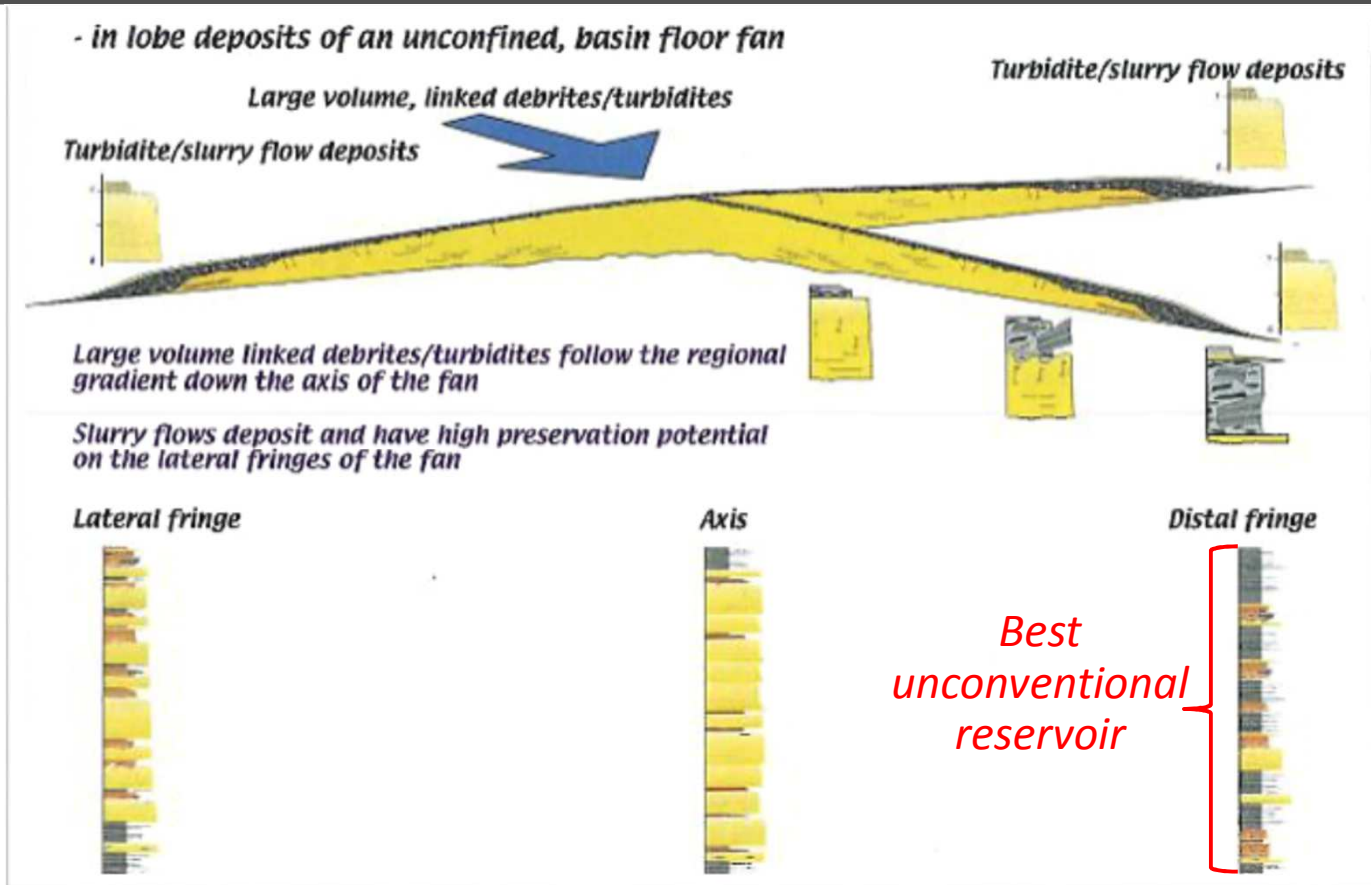 - in lobe deposits of an unconfined, basin floor fan
Turbidite/slurry flow deposits
Large volume, linked debrites/turbidites
Turbidite/slurry flow deposits
Large volume linked debrites/turbidites follow the regional
gradient down the axis of the fan
Slurry flows deposit and have high preservation potential
on the lateral fringes of the fan
Lateral fringe
Axis
Distal fringe
Best
unconventional
reservoir